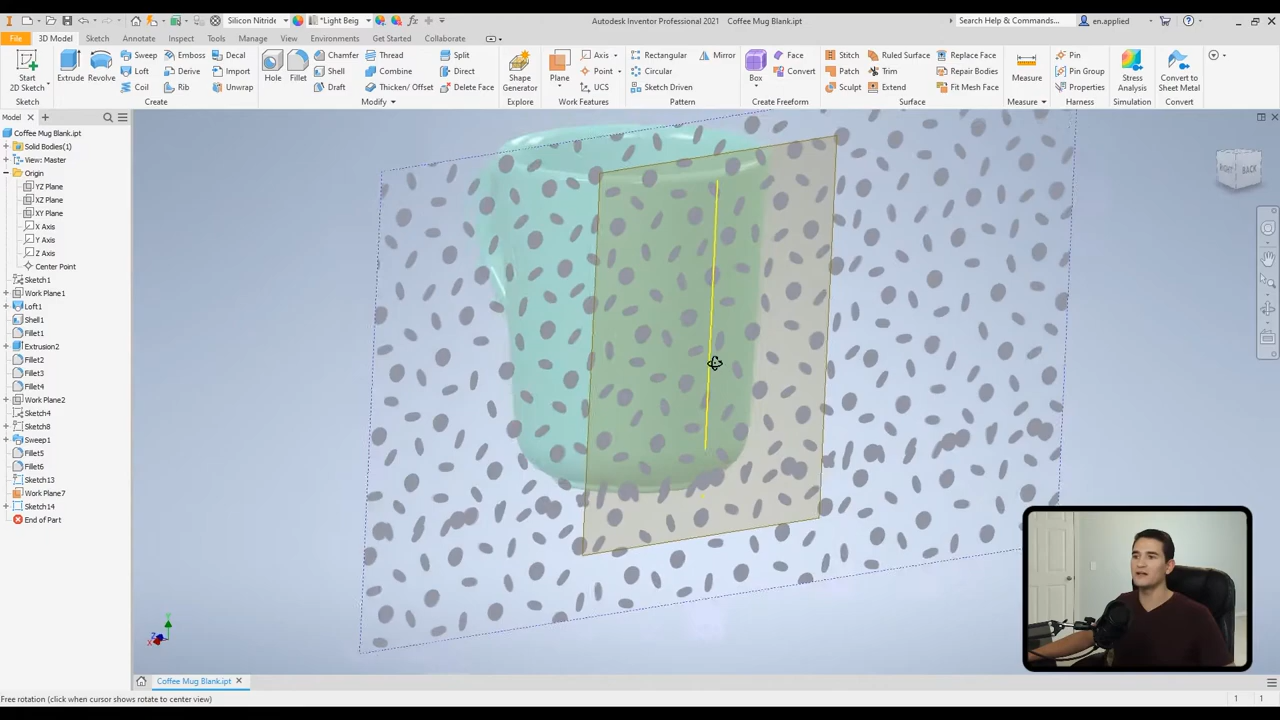 Silicon Nitride
*Light Beig
Autodesk Inventor Professional 2021 Coffee Mug Blank.ipt
Search Help & Commands...
en.applied
File
3D Model
Sketch
Annotate
Inspect
Tools
Manage
View
Environments
Get Started
Collaborate
Start
2D Sketch
Sketch
Extrude
Revolve
Sweep
Loft
Coil
Emboss
Derive
Rib
Decal
Import
Unwrap
Create
Hole
Fillet
Chamfer
Shell
Draft
Thread
Combine
Thicken/ Offset
Split
Direct
Delete Face
Modify
Shape
Generator
Explore
Plane
Axis
Point
UCS
Work Features
Rectangular
Circular
Sketch Driven
Mirror
Pattern
Box
Face
Convert
Create Freeform
Stitch
Patch
Sculpt
Ruled Surface
Trim
Extend
Replace Face
Repair Bodies
Fit Mesh Face
Surface
Measure
Measure
Pin
Pin Group
Properties
Harness
Stress
Analysis
Simulation
Convert to
Sheet Metal
Convert
Model
Coffee Mug Blank.ipt
Solid Bodies(1)
View: Master
Origin
YZ Plane
XZ Plane
XY Plane
X Axis
Y Axis
Z Axis
Center Point
Sketch1
Work Plane1
Loft1
Shell1
Fillet1
Extrusion2
Fillet2
Fillet3
Fillet4
Work Plane2
Sketch4
Sketch8
Sweep1
Fillet5
Fillet6
Sketch13
Work Plane7
Sketch14
End of Part
RIGHT
BACK
Coffee Mug Blank.ipt
Free rotation (click when cursor shows rotate to center view)
1
1